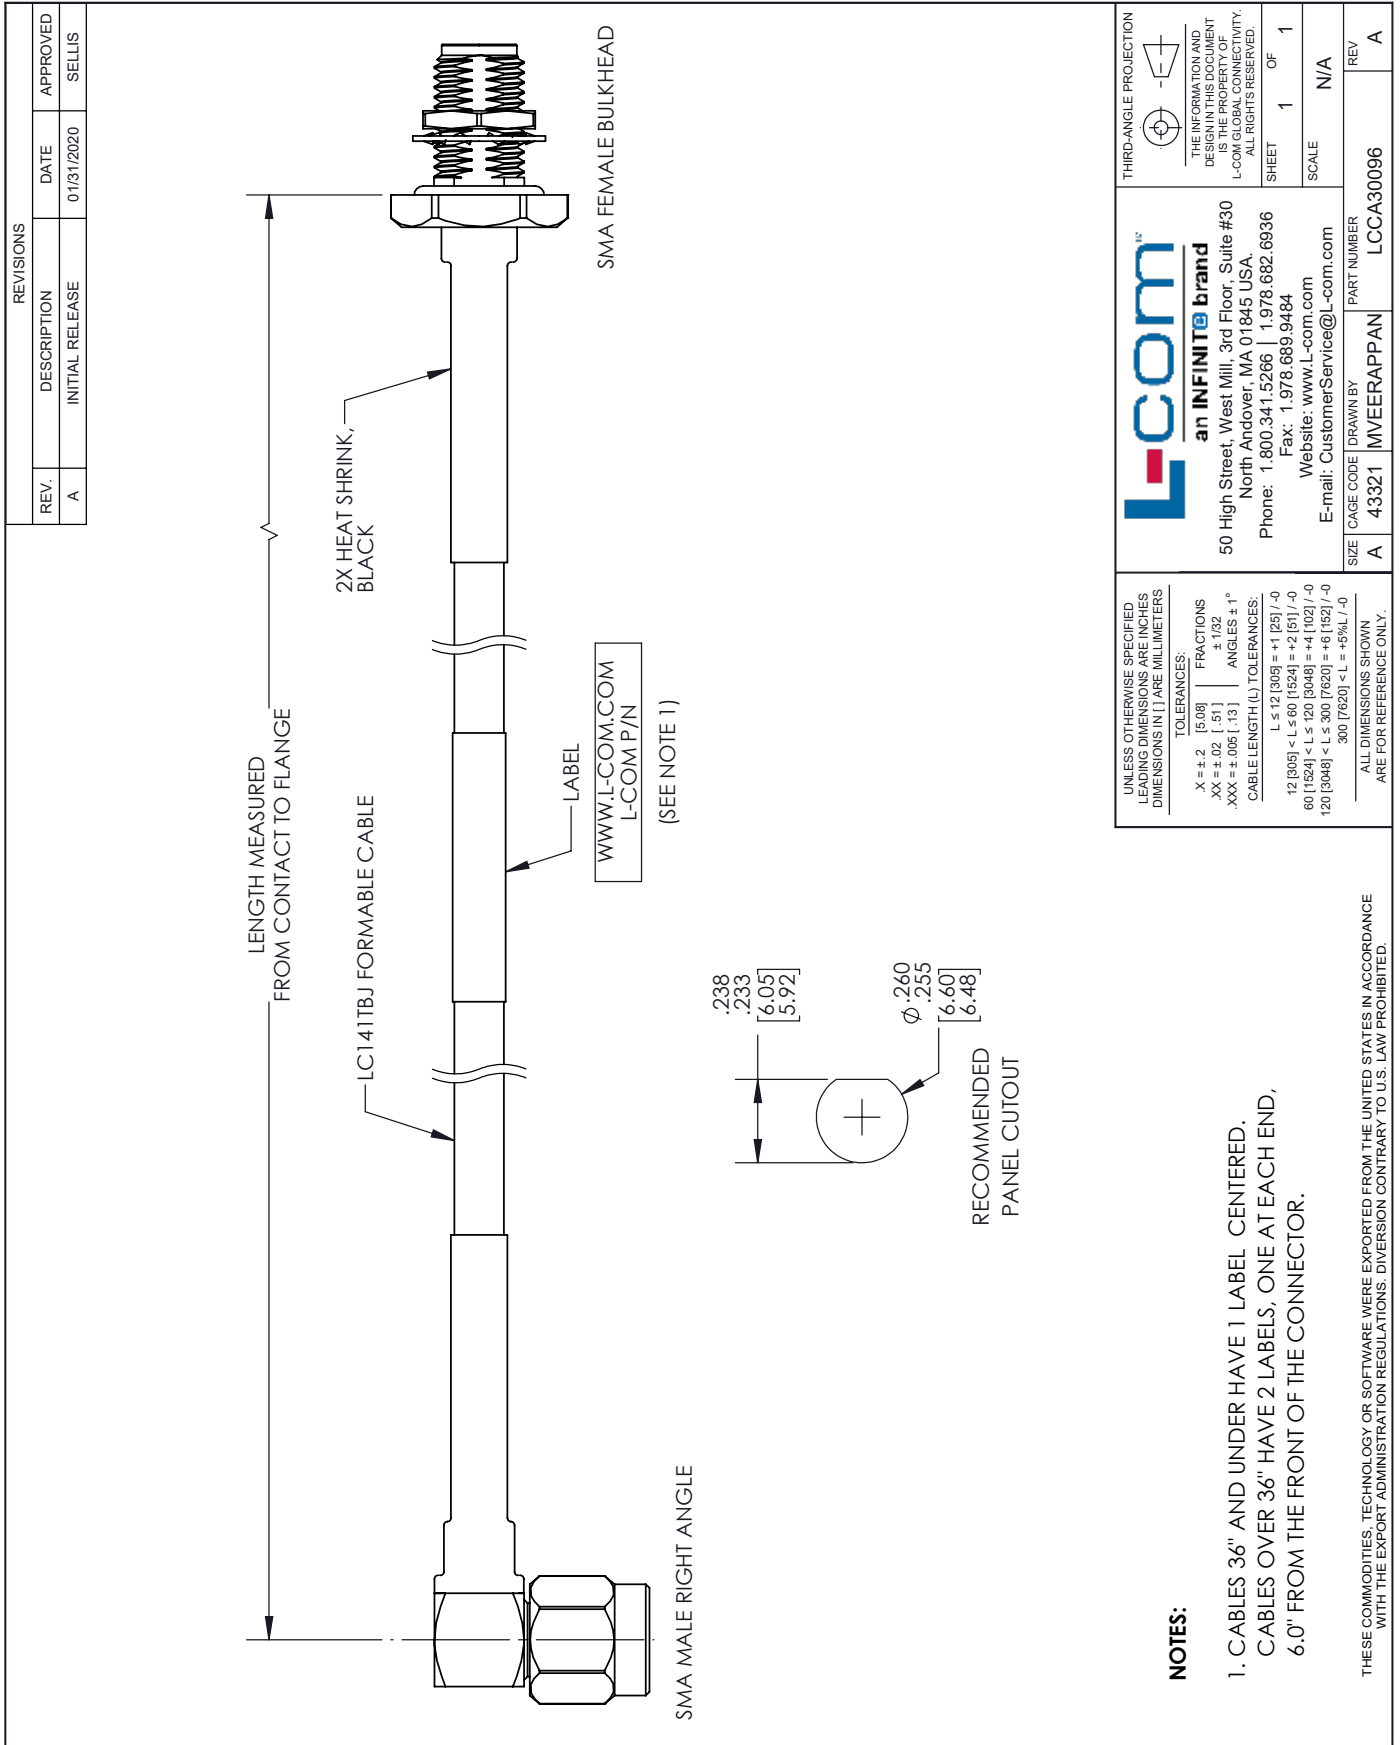 REVISIONS
REV. DESCRIPTION DATE APPROVED
A INITIAL RELEASE 01/31/2020 SELLIS
LENGTH MEASURED
FROM CONTACT TO FLANGE
LC141TBJ FORMABLE CABLE
2X HEAT SHRINK,
BLACK
LABEL
WWW.L-COM.COM
L-COM P/N
(SEE NOTE 1)
SMA MALE RIGHT ANGLE
SMA FEMALE BULKHEAD
.238
.233
[6.05]
[5.92]
∅ .260
.255
[6.60]
[6.48]
RECOMMENDED
PANEL CUTOUT
NOTES:
1. CABLES 36" AND UNDER HAVE 1 LABEL CENTERED.
CABLES OVER 36" HAVE 2 LABELS, ONE AT EACH END,
6.0" FROM THE FRONT OF THE CONNECTOR.
THESE COMMODITIES, TECHNOLOGY OR SOFTWARE WERE EXPORTED FROM THE UNITED STATES IN ACCORDANCE
WITH THE EXPORT ADMINISTRATION REGULATIONS. DIVERSION CONTRARY TO U.S. LAW PROHIBITED.
UNLESS OTHERWISE SPECIFIED
LEADING DIMENSIONS ARE INCHES
DIMENSIONS IN [ ] ARE MILLIMETERS
TOLERANCES:
.X = ± .2 [5.08] FRACTIONS
.XX = ± .02 [ .51 ] ± 1/32
.XXX = ± .005 [ .13 ] ANGLES ± 1°
CABLE LENGTH (L) TOLERANCES:
L ≤ 12 [305] = +1 [25] / -0
12 [305] < L ≤ 60 [1524] = +2 [51] / -0
60 [1524] < L ≤ 120 [3048] = +4 [102] / -0
120 [3048] < L ≤ 300 [7620] = +6 [152] / -0
300 [7620] < L = +5%L / -0
ALL DIMENSIONS SHOWN
ARE FOR REFERENCE ONLY.
L-com
an INFINITe brand
50 High Street, West Mill, 3rd Floor, Suite #30
North Andover, MA 01845 USA.
Phone: 1.800.341.5266 | 1.978.682.6936
Fax: 1.978.689.9484
Website: www.L-com.com
E-mail: CustomerService@L-com.com
THIRD-ANGLE PROJECTION
THE INFORMATION AND
DESIGN IN THIS DOCUMENT
IS THE PROPERTY OF
L-COM GLOBAL CONNECTIVITY.
ALL RIGHTS RESERVED.
SHEET 1 OF 1
SCALE N/A
SIZE CAGE CODE DRAWN BY PART NUMBER REV
A 43321 MVEERAPPAN LCCA30096 A